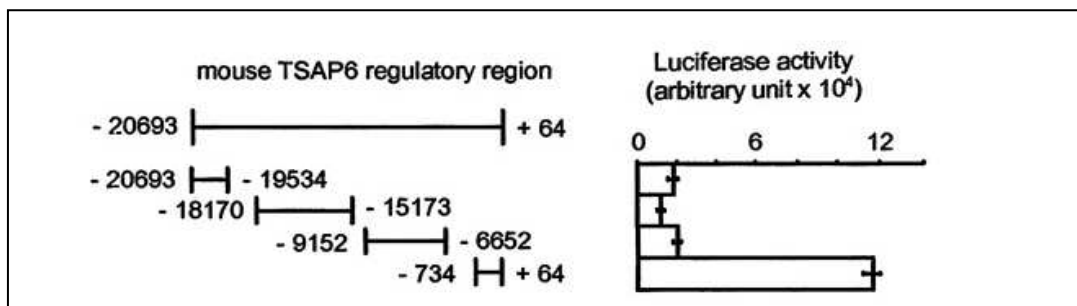 mouse TSAP6 regulatory region
Luciferase activity
(arbitrary unit x 10⁴)
- 20693 + 64
0 6 12
- 20693 - 19534
- 18170 - 15173
- 9152 - 6652
- 734 + 64